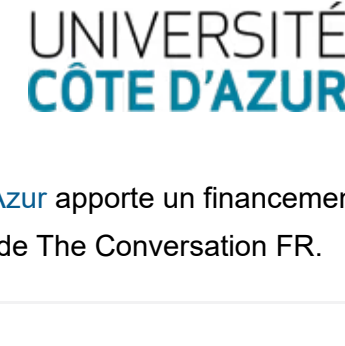 UNIVERSITÉ
CÔTE D'AZUR
Azur apporte un financemen
de The Conversation FR.